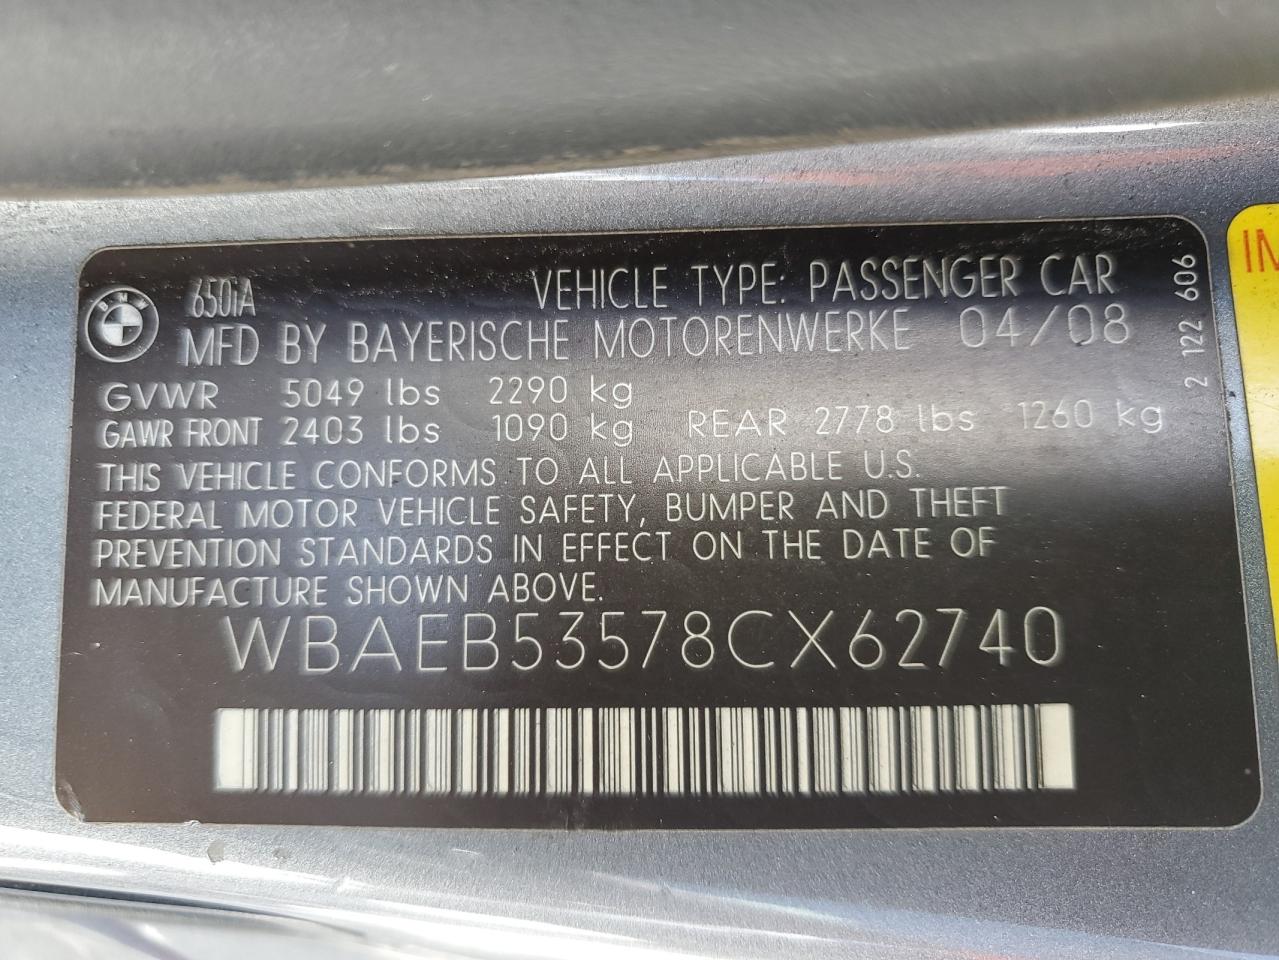 BMW
650iA VEHICLE TYPE: PASSENGER CAR
MFD BY BAYERISCHE MOTORENWERKE 04/08
GVWR 5049 lbs 2290 kg
GAWR FRONT 2403 lbs 1090 kg REAR 2778 lbs 1260 kg
THIS VEHICLE CONFORMS TO ALL APPLICABLE U.S.
FEDERAL MOTOR VEHICLE SAFETY, BUMPER AND THEFT
PREVENTION STANDARDS IN EFFECT ON THE DATE OF
MANUFACTURE SHOWN ABOVE.
WBAEB53578CX62740
2 122 606